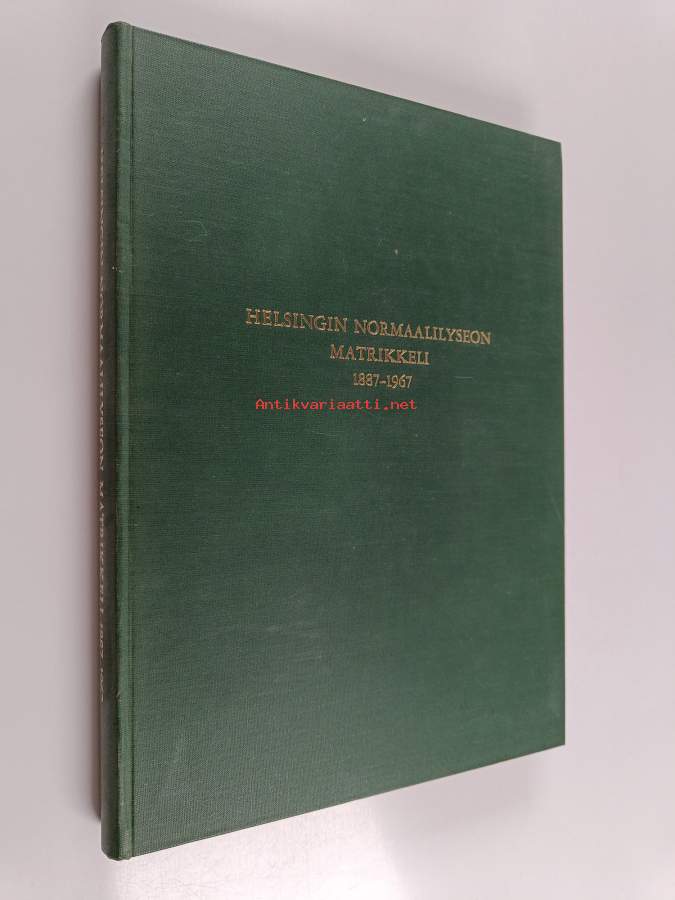 HELSINGIN NORMAALILYSEON
MATRIKKELI
1887-1967
Antikvariaatti.net
HELSINGIN NORMAALILYSEON MATRIKKELI 1887-1967